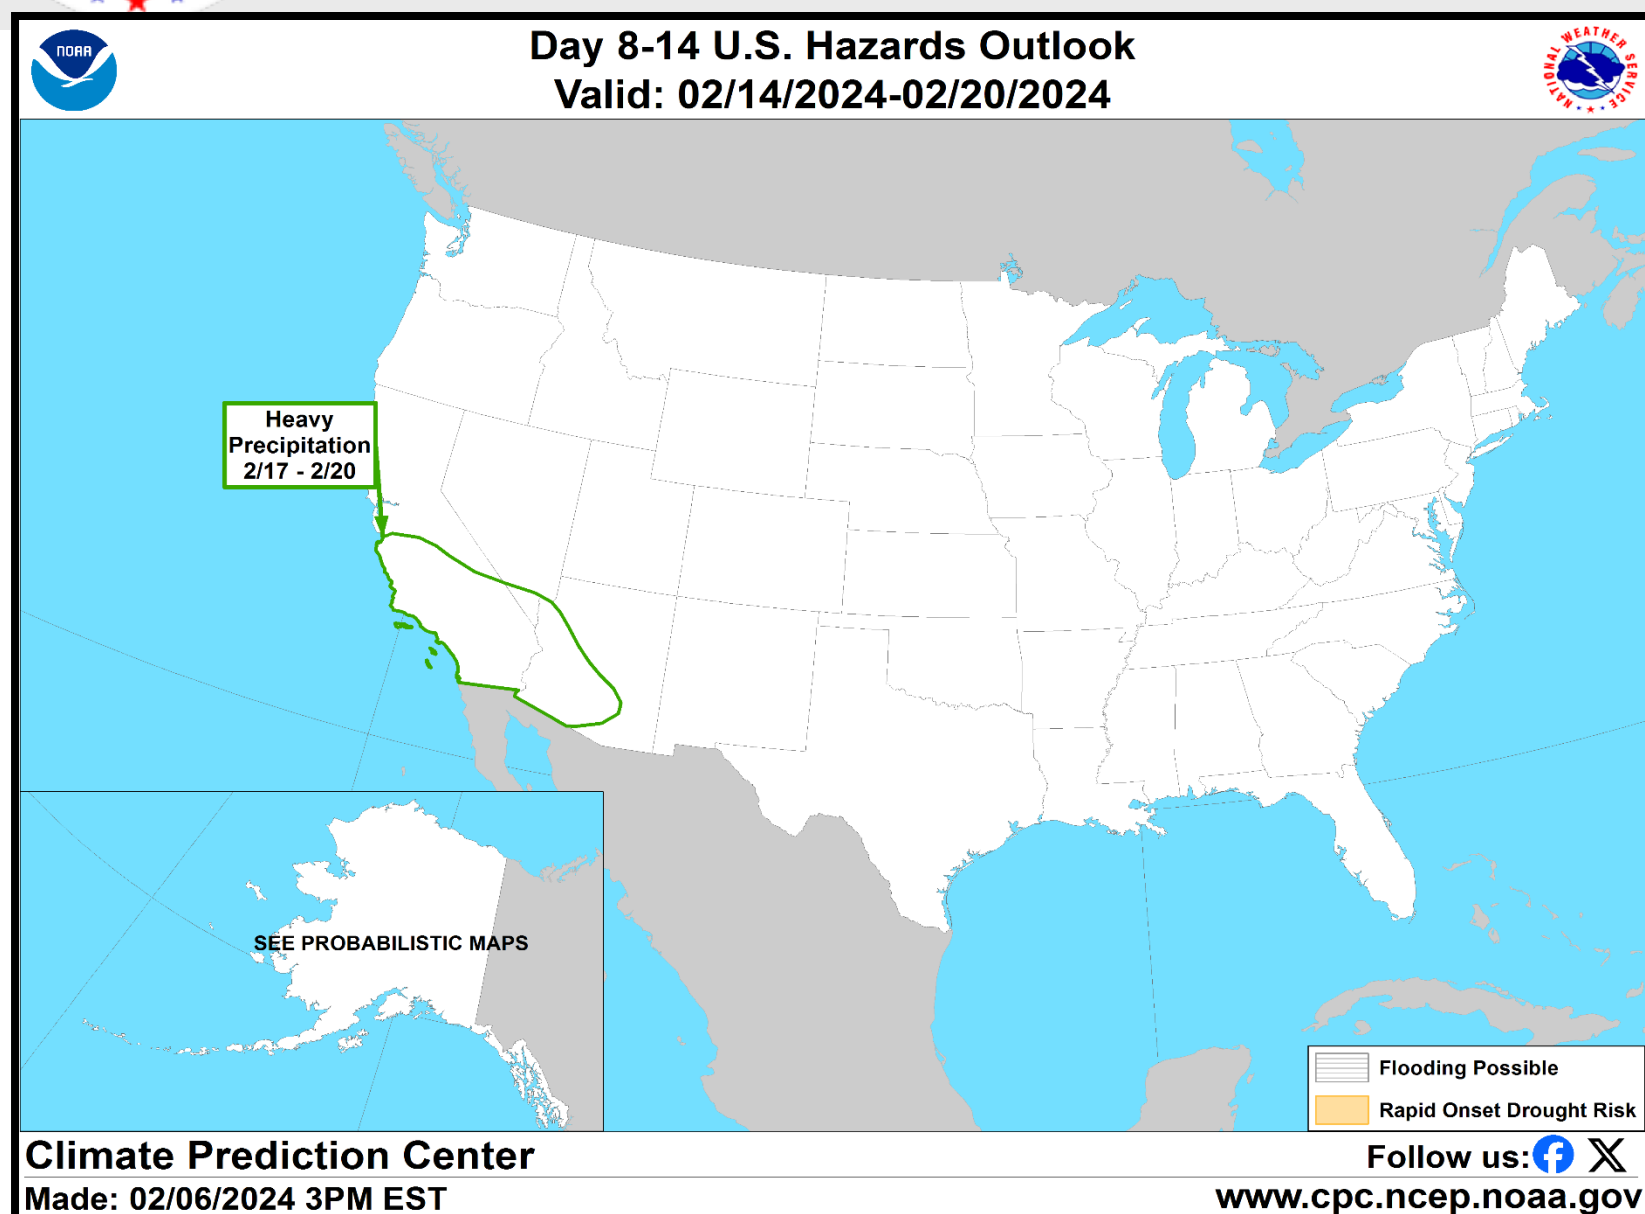 NOAA
Day 8-14 U.S. Hazards Outlook
Valid: 02/14/2024-02/20/2024
NATIONAL WEATHER SERVICE
Heavy
Precipitation
2/17 - 2/20
SEE PROBABILISTIC MAPS
Flooding Possible
Rapid Onset Drought Risk
Climate Prediction Center
Follow us:
Made: 02/06/2024 3PM EST
www.cpc.ncep.noaa.gov